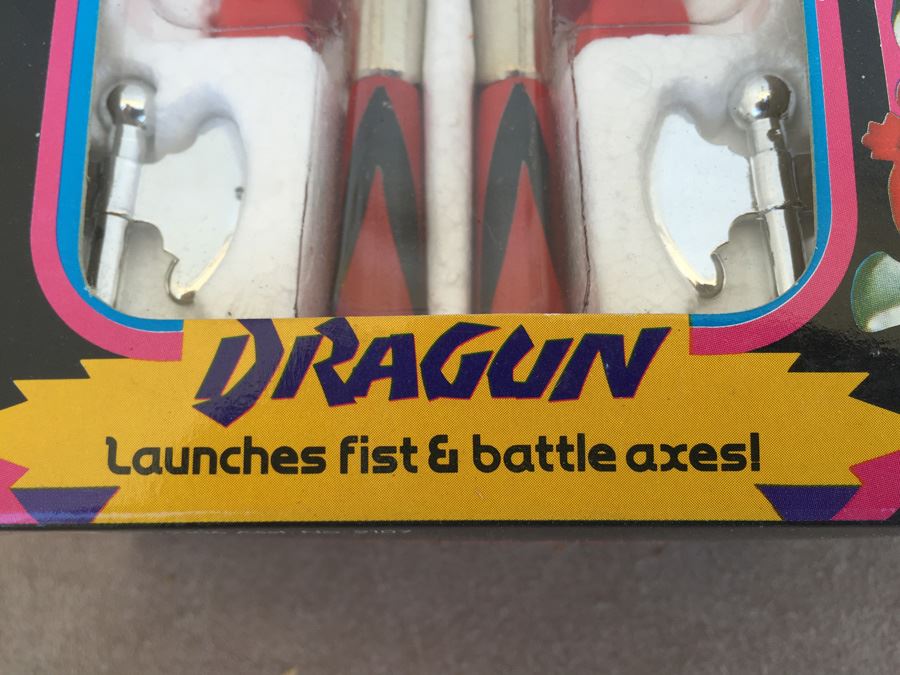 DRAGUN
Launches fist & battle axes!